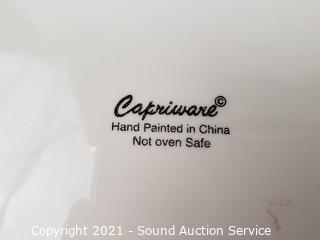 Capriware©
Hand Painted in China
Not oven Safe
Copyright 2021 - Sound Auction Service